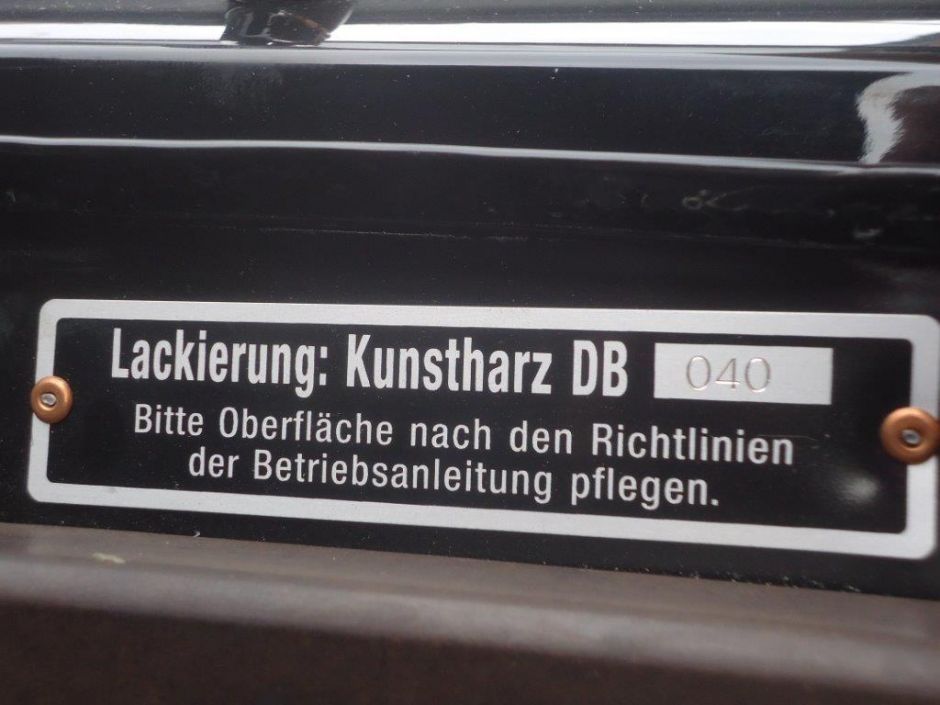 Lackierung: Kunstharz DB 040
Bitte Oberfläche nach den Richtlinien
der Betriebsanleitung pflegen.